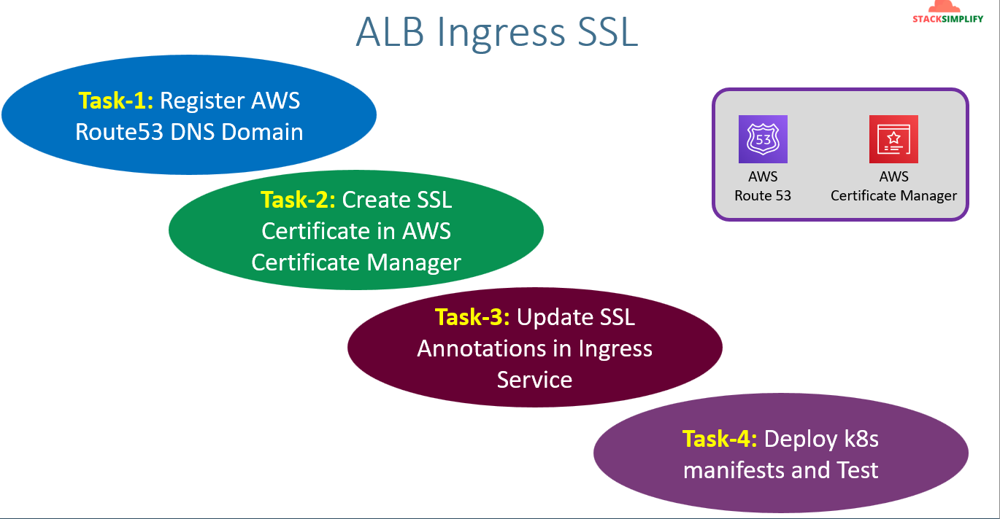 ALB Ingress SSL
STACKSIMPLIFY
Task-1: Register AWS
Route53 DNS Domain
Task-2: Create SSL
Certificate in AWS
Certificate Manager
Task-3: Update SSL
Annotations in Ingress
Service
Task-4: Deploy k8s
manifests and Test
53
AWS
Route 53
AWS
Certificate Manager